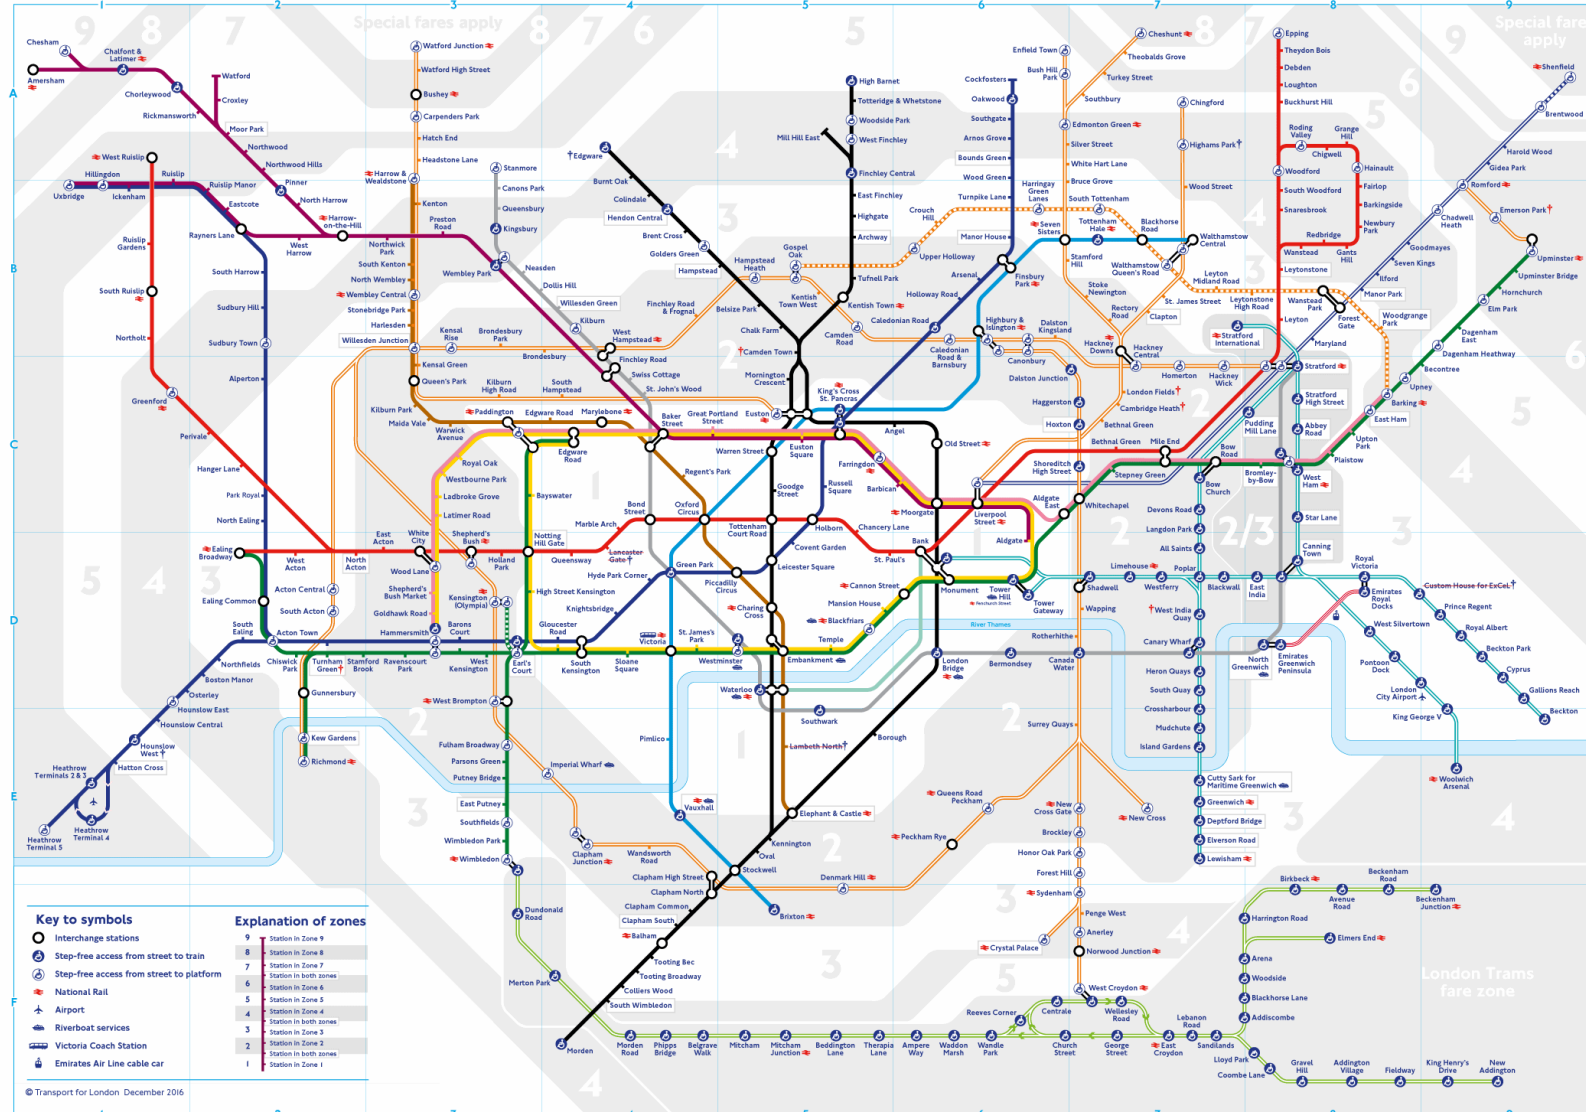 1 2 3 4 5 6 7 8 9
Special fares apply
Special fares
apply
9 8 7
7 6
5
8 7
9
6
Chesham
Chalfont &
Latimer
Amersham
Chorleywood
Rickmansworth
Watford
Croxley
Moor Park
Northwood
Northwood Hills
Pinner
North Harrow
Harrow-
on-the-Hill
A
West Ruislip
Hillingdon
Uxbridge
Ickenham
Ruislip
Ruislip Manor
Eastcote
Rayners Lane
West
Harrow
Northwick
Park
Preston
Road
Wembley Park
Ruislip
Gardens
South Ruislip
Northolt
Greenford
Perivale
Hanger Lane
South Harrow
Sudbury Hill
Sudbury Town
Alperton
Park Royal
North Ealing
B
C
Watford Junction
Watford High Street
Bushey
Carpenders Park
Hatch End
Headstone Lane
Harrow &
Wealdstone
Kenton
South Kenton
North Wembley
Wembley Central
Stonebridge Park
Harlesden
Willesden Junction
Kensal Green
Queen's Park
Kilburn Park
Maida Vale
Warwick
Avenue
Stanmore
Canons Park
Queensbury
Kingsbury
Neasden
Dollis Hill
Willesden Green
Kilburn
West
Hampstead
Finchley Road
Swiss Cottage
St. John's Wood
Kensal
Rise
Brondesbury
Park
Brondesbury
Kilburn
High Road
South
Hampstead
Edgware
Burnt Oak
Colindale
Hendon Central
Brent Cross
Golders Green
Hampstead
Belsize Park
Chalk Farm
Camden Town
Mornington
Crescent
Euston
Hampstead
Heath
Finchley Road
& Frognal
Gospel
Oak
Kentish
Town West
Camden
Road
Mill Hill East
High Barnet
Totteridge & Whetstone
Woodside Park
West Finchley
Finchley Central
East Finchley
Highgate
Archway
Tufnell Park
Kentish Town
Crouch
Hill
Upper Holloway
Cockfosters
Oakwood
Southgate
Arnos Grove
Bounds Green
Wood Green
Turnpike Lane
Manor House
Arsenal
Finsbury
Park
Holloway Road
Caledonian Road
Highbury &
Islington
Caledonian
Road &
Barnsbury
Canonbury
Dalston
Kingsland
Harringay
Green
Lanes
South Tottenham
Enfield Town
Bush Hill
Park
Cheshunt
Theobalds Grove
Turkey Street
Southbury
Edmonton Green
Silver Street
White Hart Lane
Bruce Grove
Seven
Sisters
Tottenham
Hale
Blackhorse
Road
Walthamstow
Central
Walthamstow
Queen's Road
Stamford
Hill
Stoke
Newington
Rectory
Road
Clapton
St. James Street
Chingford
Highams Park
Wood Street
Leyton
Midland Road
Leytonstone
High Road
Hackney
Downs
Hackney
Central
London Fields
Cambridge Heath
Bethnal Green
Homerton
Hackney
Wick
Epping
Theydon Bois
Debden
Loughton
Buckhurst Hill
Roding
Valley
Grange
Hill
Chigwell
Hainault
Fairlop
Barkingside
Newbury
Park
Gants
Hill
Redbridge
Wanstead
Woodford
South Woodford
Snaresbrook
Leytonstone
Leyton
Shenfield
Brentwood
Harold Wood
Gidea Park
Romford
Emerson Park
Upminster
Chadwell
Heath
Goodmayes
Seven Kings
Ilford
Manor Park
Forest
Gate
Maryland
Wanstead
Park
Woodgrange
Park
Upminster Bridge
Hornchurch
Elm Park
Dagenham
East
Dagenham Heathway
Becontree
Upney
Barking
East Ham
Upton
Park
Plaistow
Stratford
International
Stratford
Stratford
High Street
Abbey
Road
West
Ham
Pudding
Mill Lane
Bow
Road
Bromley-
by-Bow
Bow
Church
Devons Road
Langdon Park
All Saints
Star Lane
Canning
Town
Dalston Junction
Haggerston
Hoxton
Shoreditch
High Street
Bethnal Green
Mile End
Stepney Green
Whitechapel
Aldgate
East
Aldgate
Liverpool
Street
Moorgate
Old Street
Angel
King's Cross
St. Pancras
Farringdon
Barbican
Paddington
Edgware Road
Marylebone
Baker
Street
Great Portland
Street
Euston
Square
Warren Street
Edgware
Road
Royal Oak
Westbourne Park
Ladbroke Grove
Latimer Road
Bayswater
Regent's Park
Goodge
Street
Russell
Square
Bond
Street
Oxford
Circus
Tottenham
Court Road
Holborn
Chancery Lane
St. Paul's
Bank
Marble Arch
Lancaster
Gate
Queensway
Notting
Hill Gate
Holland
Park
Shepherd's
Bush
White
City
Wood Lane
East
Acton
North
Acton
West
Acton
Ealing
Broadway
Ealing Common
South
Ealing
Acton Town
Acton Central
South Acton
Shepherd's
Bush Market
Goldhawk Road
Hammersmith
Kensington
(Olympia)
Barons
Court
High Street Kensington
Gloucester
Road
South
Kensington
Earl's
Court
West
Kensington
Ravenscourt
Park
Stamford
Brook
Turnham
Green
Chiswick
Park
Gunnersbury
Kew Gardens
Richmond
D
Hyde Park Corner
Knightsbridge
Green Park
Piccadilly
Circus
Covent Garden
Leicester Square
Charing
Cross
Victoria
Sloane
Square
St. James's
Park
Westminster
Embankment
Temple
Blackfriars
Mansion House
Cannon Street
Monument
Tower
Hill
Fenchurch Street
Tower
Gateway
River Thames
Waterloo
Southwark
London
Bridge
Bermondsey
Canada
Water
Shadwell
Wapping
Rotherhithe
Limehouse
Westferry
Poplar
Blackwall
East
India
West India
Quay
Canary Wharf
Heron Quays
South Quay
Crossharbour
Mudchute
Island Gardens
Cutty Sark for
Maritime Greenwich
Greenwich
Deptford Bridge
Elverson Road
Lewisham
North
Greenwich
Emirates
Greenwich
Peninsula
Royal
Victoria
Emirates
Royal
Docks
Custom House for ExCeL
Prince Regent
Royal Albert
Beckton Park
Cyprus
Gallions Reach
Beckton
West Silvertown
Pontoon
Dock
London
City Airport
King George V
Woolwich
Arsenal
Northfields
Boston Manor
Osterley
Hounslow East
Hounslow Central
Hounslow
West
Hatton Cross
Heathrow
Terminals 2 & 3
Heathrow
Terminal 4
Heathrow
Terminal 5
E
West Brompton
Fulham Broadway
Parsons Green
Putney Bridge
East Putney
Southfields
Wimbledon Park
Wimbledon
Imperial Wharf
Clapham
Junction
Wandsworth
Road
Pimlico
Vauxhall
Lambeth North
Borough
Elephant & Castle
Kennington
Oval
Stockwell
Brixton
Clapham High Street
Clapham North
Clapham Common
Clapham South
Balham
Tooting Bec
Tooting Broadway
Colliers Wood
South Wimbledon
Morden
Denmark Hill
Peckham Rye
Queens Road
Peckham
Surrey Quays
New
Cross Gate
New Cross
Brockley
Honor Oak Park
Forest Hill
Sydenham
Crystal Palace
Penge West
Anerley
Norwood Junction
West Croydon
Dundonald
Road
Merton Park
Morden
Road
Phipps
Bridge
Belgrave
Walk
Mitcham
Mitcham
Junction
Beddington
Lane
Therapia
Lane
Ampere
Way
Waddon
Marsh
Wandle
Park
Reeves Corner
Centrale
Wellesley
Road
Church
Street
George
Street
East
Croydon
Lebanon
Road
Sandilands
Lloyd Park
Coombe Lane
Gravel
Hill
Addington
Village
Fieldway
King Henry's
Drive
New
Addington
Addiscombe
Blackhorse Lane
Woodside
Arena
Elmers End
Harrington Road
Birkbeck
Avenue
Road
Beckenham
Road
Beckenham
Junction
London Trams
fare zone
2/3
F
Key to symbols
Interchange stations
Step-free access from street to train
Step-free access from street to platform
National Rail
Airport
Riverboat services
Victoria Coach Station
Emirates Air Line cable car
Explanation of zones
9 Station in Zone 9
8 Station in Zone 8
7 Station in Zone 7
Station in both zones
6 Station in Zone 6
5 Station in Zone 5
4 Station in Zone 4
Station in both zones
3 Station in Zone 3
2 Station in Zone 2
Station in both zones
1 Station in Zone 1
© Transport for London December 2016